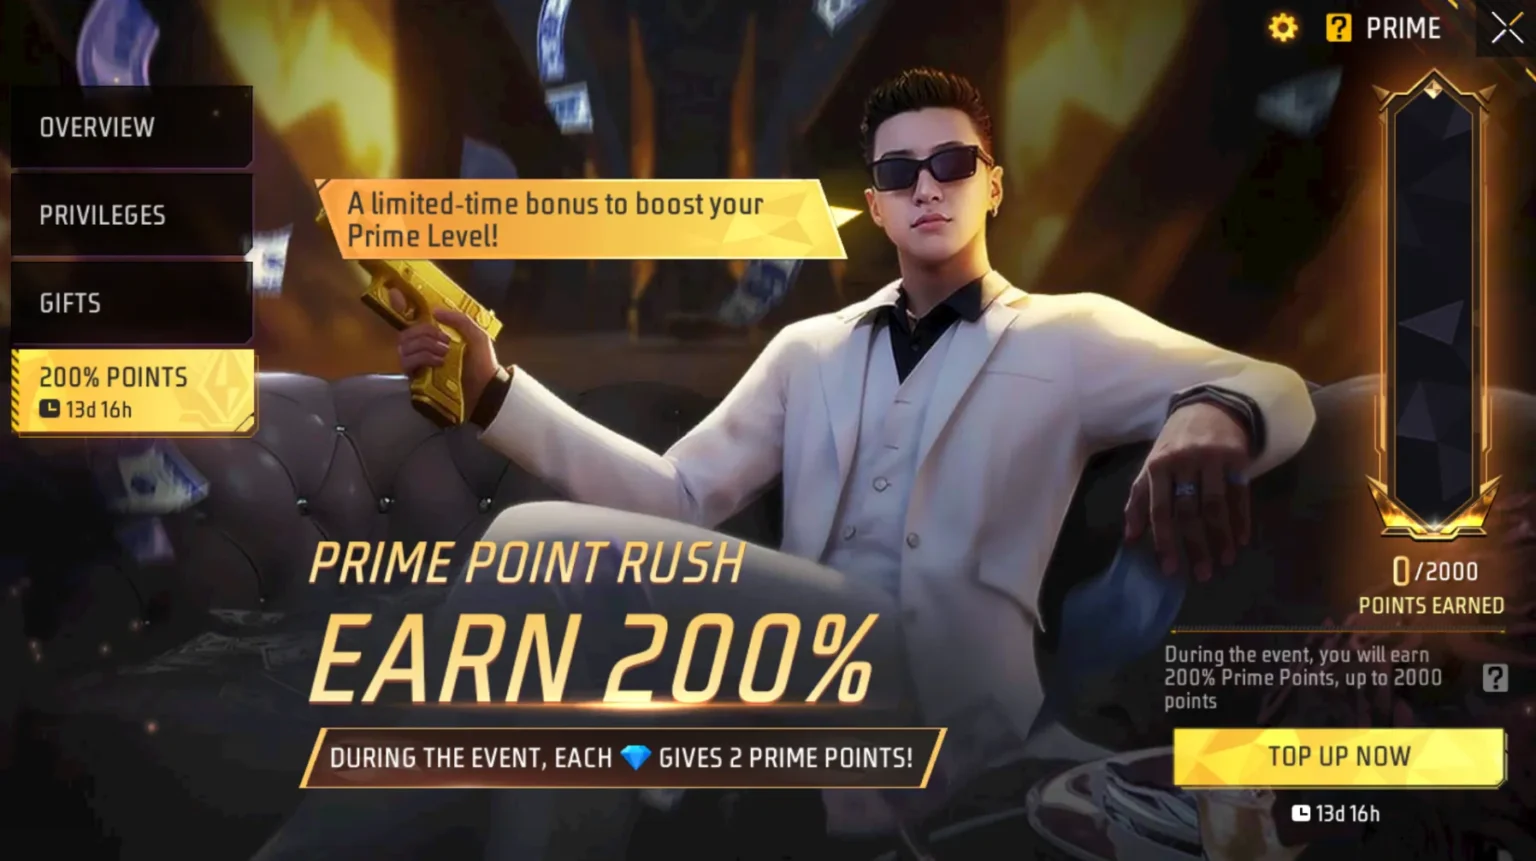 PRIME
OVERVIEW
PRIVILEGES
GIFTS
200% POINTS
13d 16h
A limited-time bonus to boost your
Prime Level!
PRIME POINT RUSH
EARN 200%
DURING THE EVENT, EACH GIVES 2 PRIME POINTS!
0/2000
POINTS EARNED
During the event, you will earn
200% Prime Points, up to 2000
points
TOP UP NOW
13d 16h